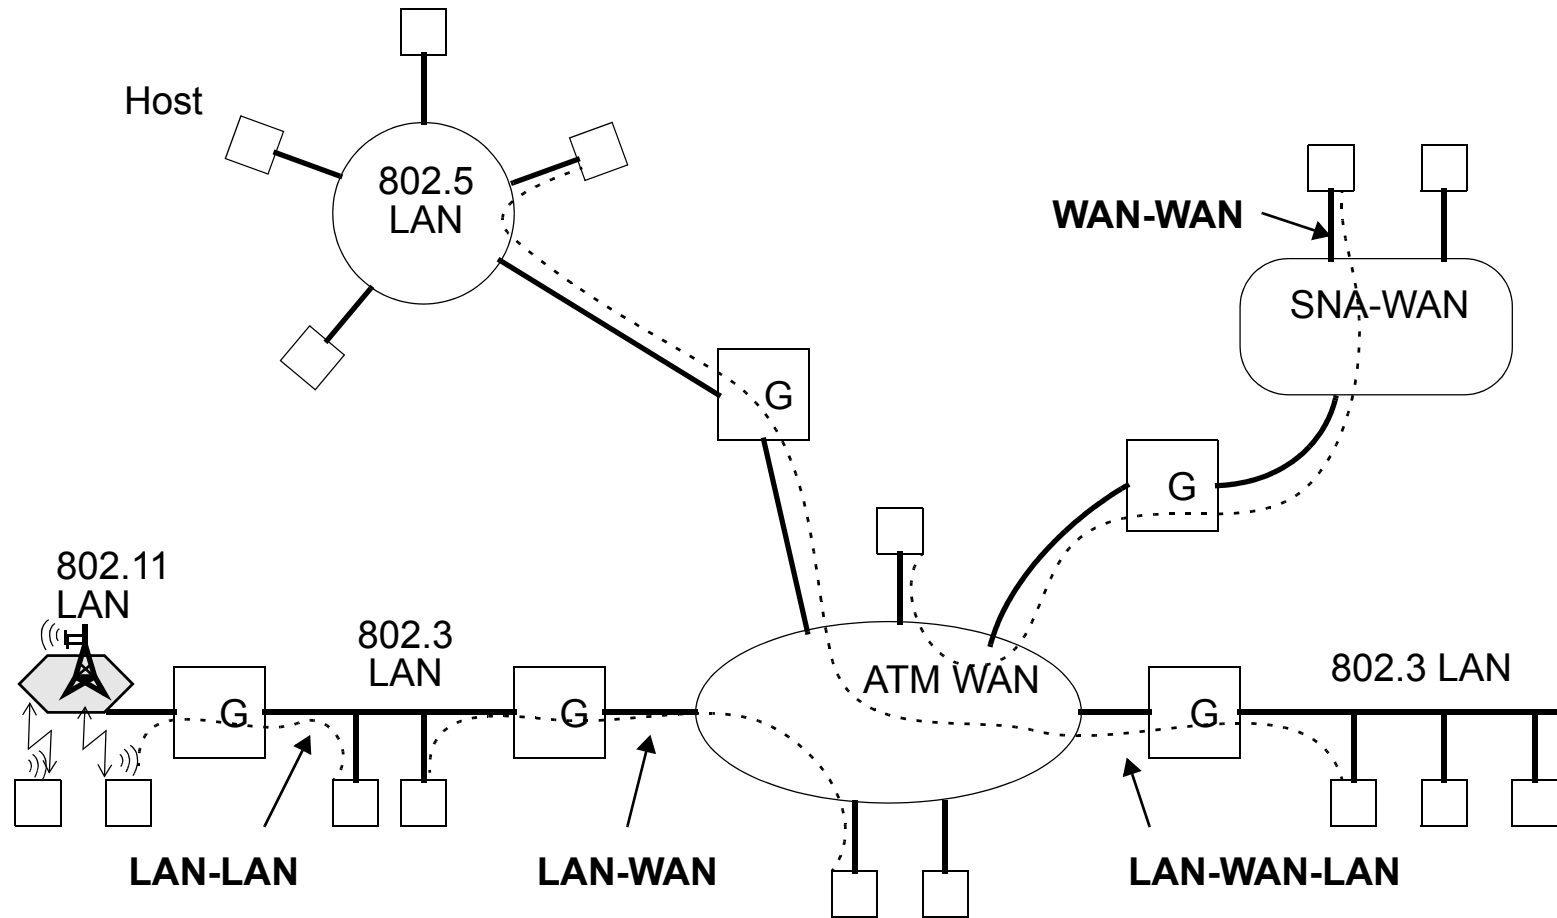 Host
802.5
LAN
WAN-WAN
SNA-WAN
G
G
802.11
LAN
802.3
LAN
ATM WAN
802.3 LAN
G
G
G
LAN-LAN
LAN-WAN
LAN-WAN-LAN